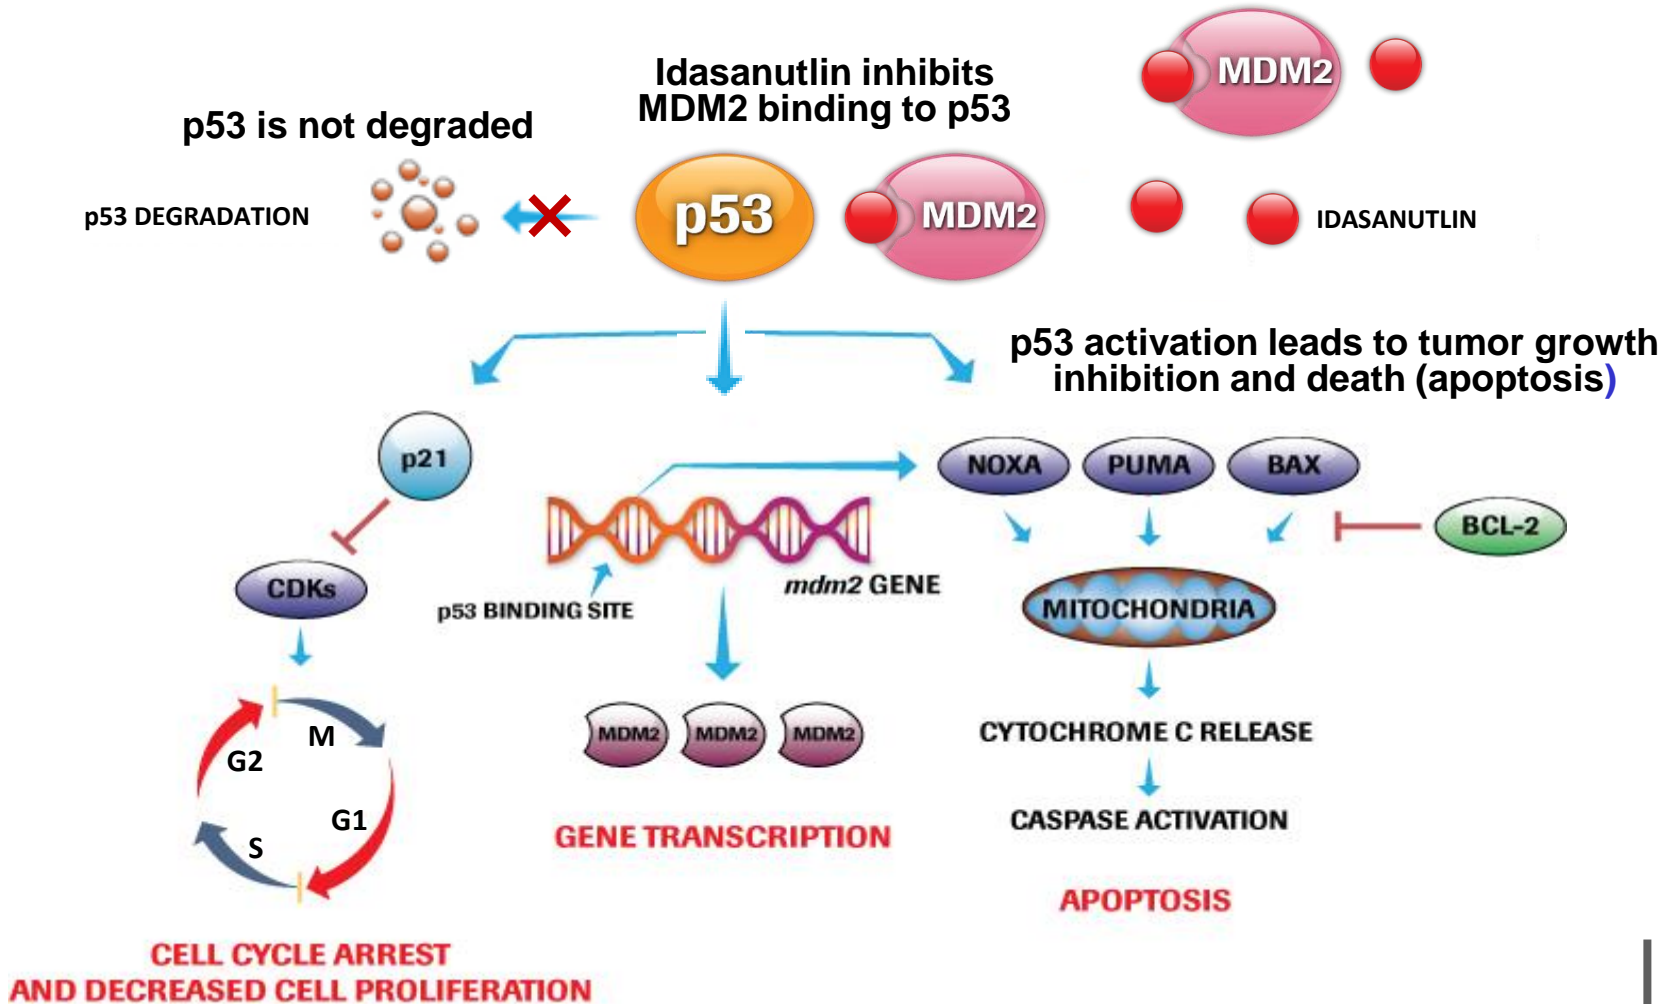 Idasanutlin inhibits
MDM2 binding to p53
MDM2
p53 is not degraded
p53 DEGRADATION
p53
MDM2
IDASANUTLIN
p53 activation leads to tumor growth
inhibition and death (apoptosis)
p21
CDKs
M
G2
G1
S
CELL CYCLE ARREST
AND DECREASED CELL PROLIFERATION
mdm2 GENE
p53 BINDING SITE
MDM2
MDM2
MDM2
GENE TRANSCRIPTION
NOXA
PUMA
BAX
BCL-2
MITOCHONDRIA
CYTOCHROME C RELEASE
CASPASE ACTIVATION
APOPTOSIS